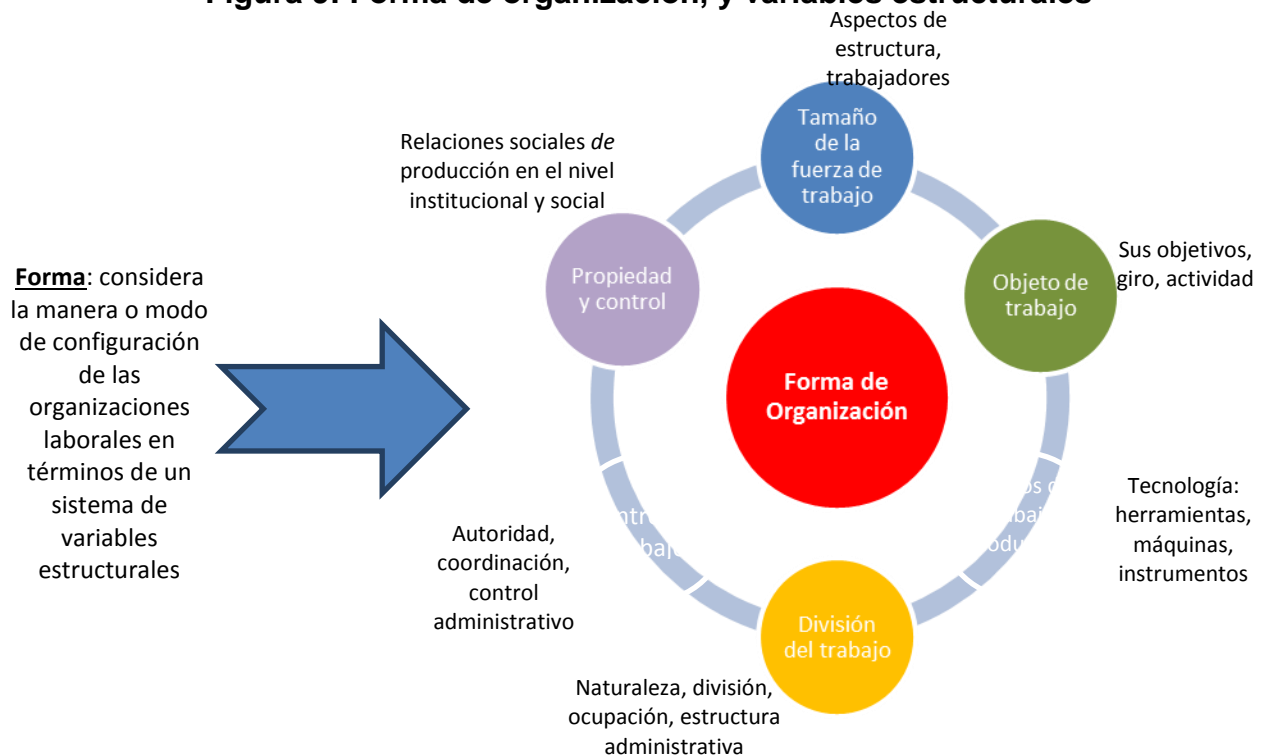 Figura 9. Forma de organización, y variables estructurales
Aspectos de
estructura,
trabajadores
Tamaño
de la
fuerza de
trabajo
Relaciones sociales de
producción en el nivel
institucional y social
Propiedad
y control
Objeto de
trabajo
Sus objetivos,
giro, actividad
Forma: considera
la manera o modo
de configuración
de las
organizaciones
laborales en
términos de un
sistema de
variables
estructurales
Forma de
Organización
Autoridad,
coordinación,
control
administrativo
Tecnología:
herramientas,
máquinas,
instrumentos
División
del trabajo
Naturaleza, división,
ocupación, estructura
administrativa